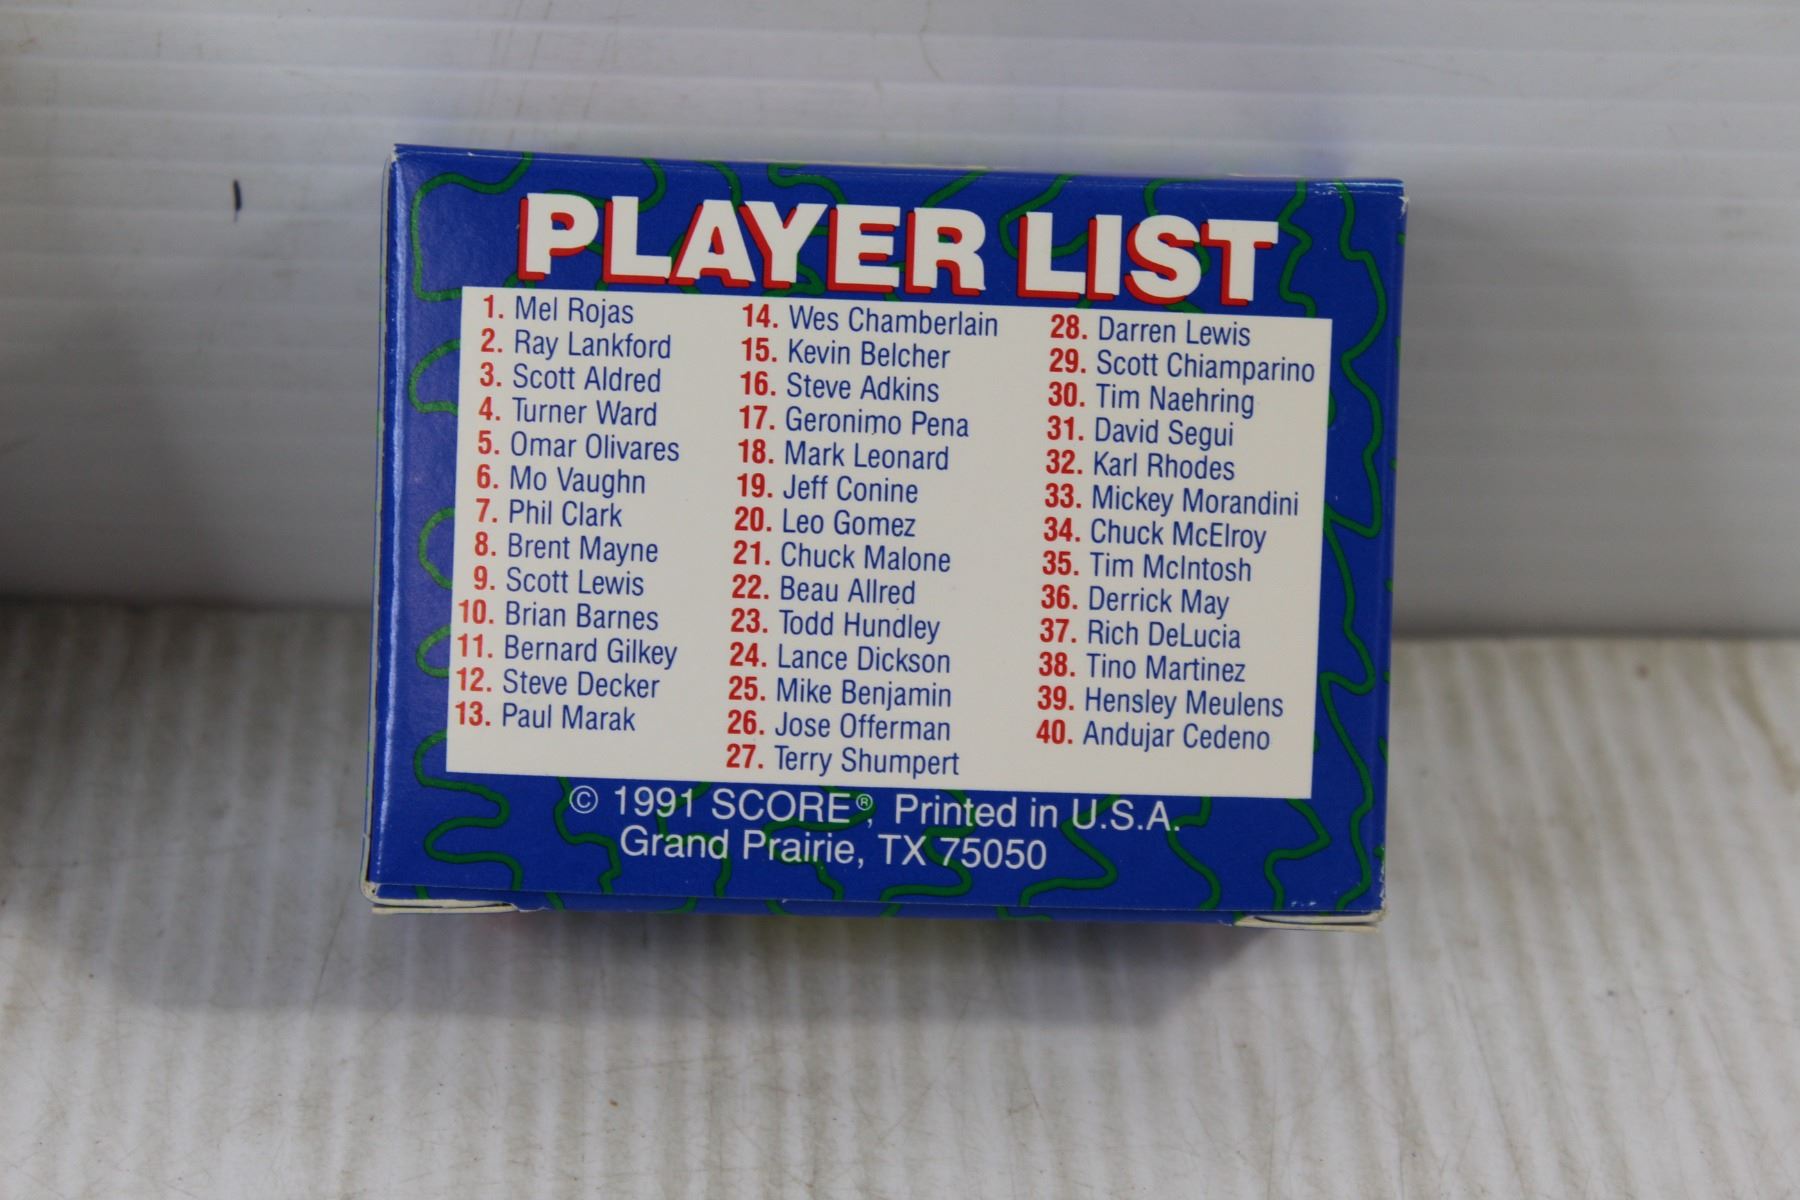 PLAYER LIST
1. Mel Rojas
2. Ray Lankford
3. Scott Aldred
4. Turner Ward
5. Omar Olivares
6. Mo Vaughn
7. Phil Clark
8. Brent Mayne
9. Scott Lewis
10. Brian Barnes
11. Bernard Gilkey
12. Steve Decker
13. Paul Marak
14. Wes Chamberlain
15. Kevin Belcher
16. Steve Adkins
17. Geronimo Pena
18. Mark Leonard
19. Jeff Conine
20. Leo Gomez
21. Chuck Malone
22. Beau Allred
23. Todd Hundley
24. Lance Dickson
25. Mike Benjamin
26. Jose Offerman
27. Terry Shumpert
28. Darren Lewis
29. Scott Chiamparino
30. Tim Naehring
31. David Segui
32. Karl Rhodes
33. Mickey Morandini
34. Chuck McElroy
35. Tim McIntosh
36. Derrick May
37. Rich DeLucia
38. Tino Martinez
39. Hensley Meulens
40. Andujar Cedeno
© 1991 SCORE®, Printed in U.S.A.
Grand Prairie, TX 75050